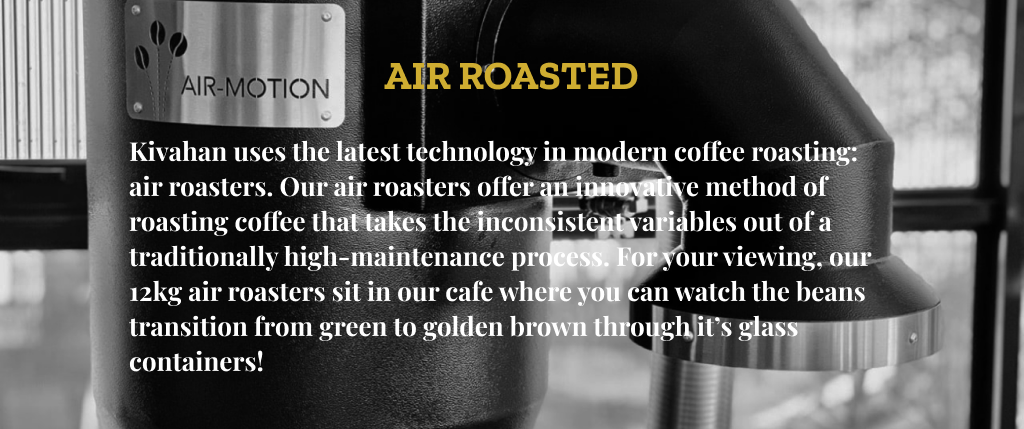 AIR-MOTION
AIR ROASTED
Kivahan uses the latest technology in modern coffee roasting:
air roasters. Our air roasters offer an innovative method of
roasting coffee that takes the inconsistent variables out of a
traditionally high-maintenance process. For your viewing, our
12kg air roasters sit in our cafe where you can watch the beans
transition from green to golden brown through it's glass
containers!